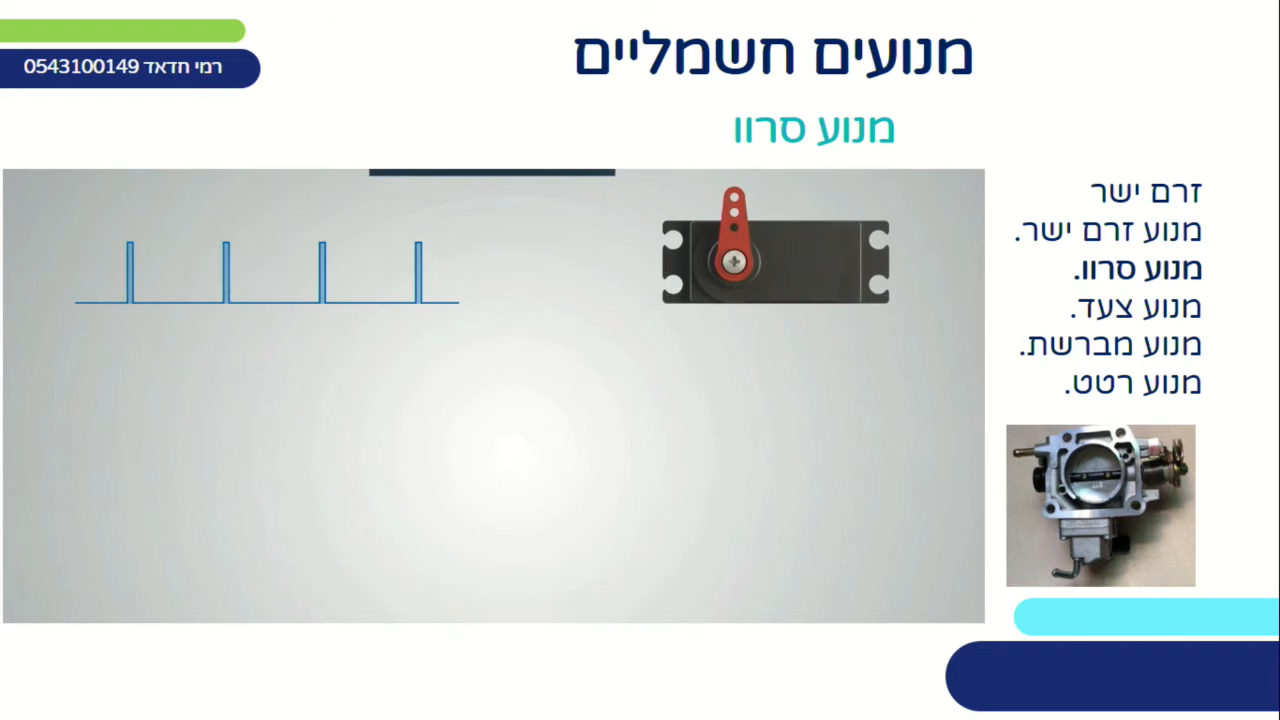 רמי חדאד 0543100149
מנועים חשמליים
מנוע סרוו
זרם ישר
מנוע זרם ישר.
מנוע סרוו.
מנוע צעד.
מנוע מברשת.
מנוע רטט.